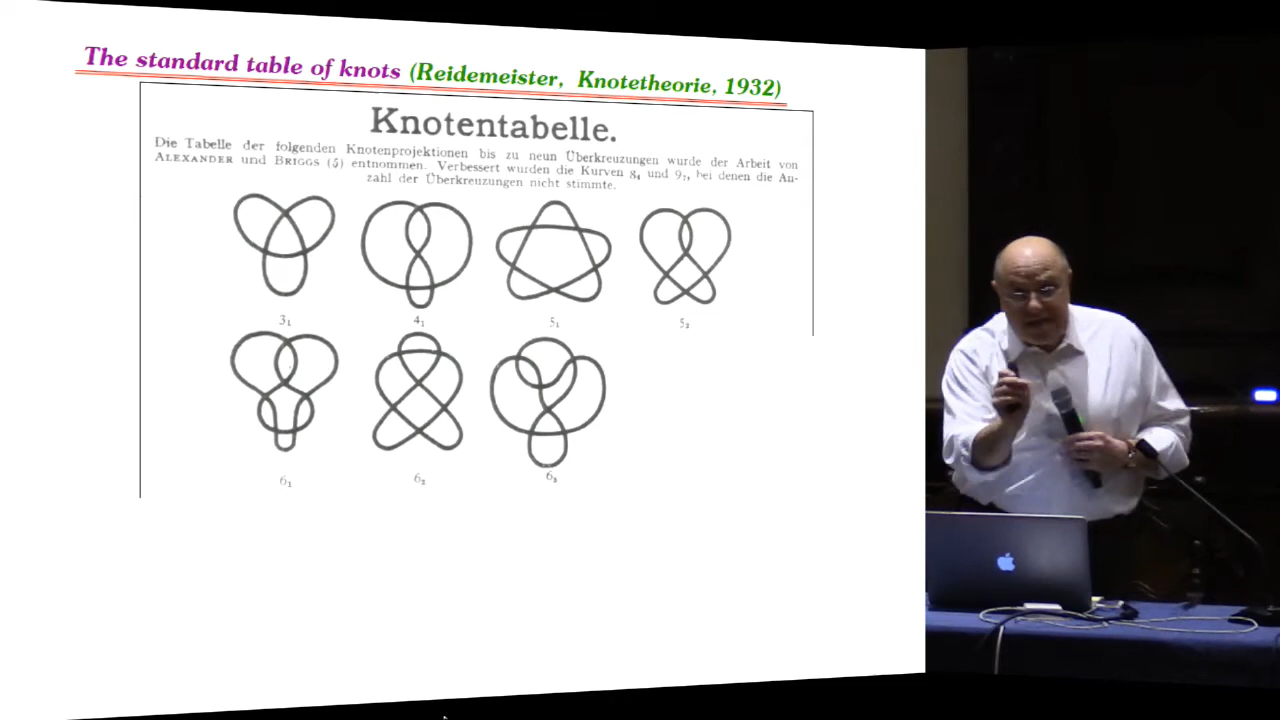 The standard table of knots (Reidemeister, Knotetheorie, 1932)
Knotentabelle.
Die Tabelle der folgenden Knotenprojektionen bis zu neun Überkreuzungen wurde der Arbeit von
ALEXANDER und BRIGGS (5) entnommen. Verbessert wurden die Kurven 8₄ und 9₇, bei denen die An-
zahl der Überkreuzungen nicht stimmte.
3₁ 4₁ 5₁ 5₂
6₁ 6₂ 6₃